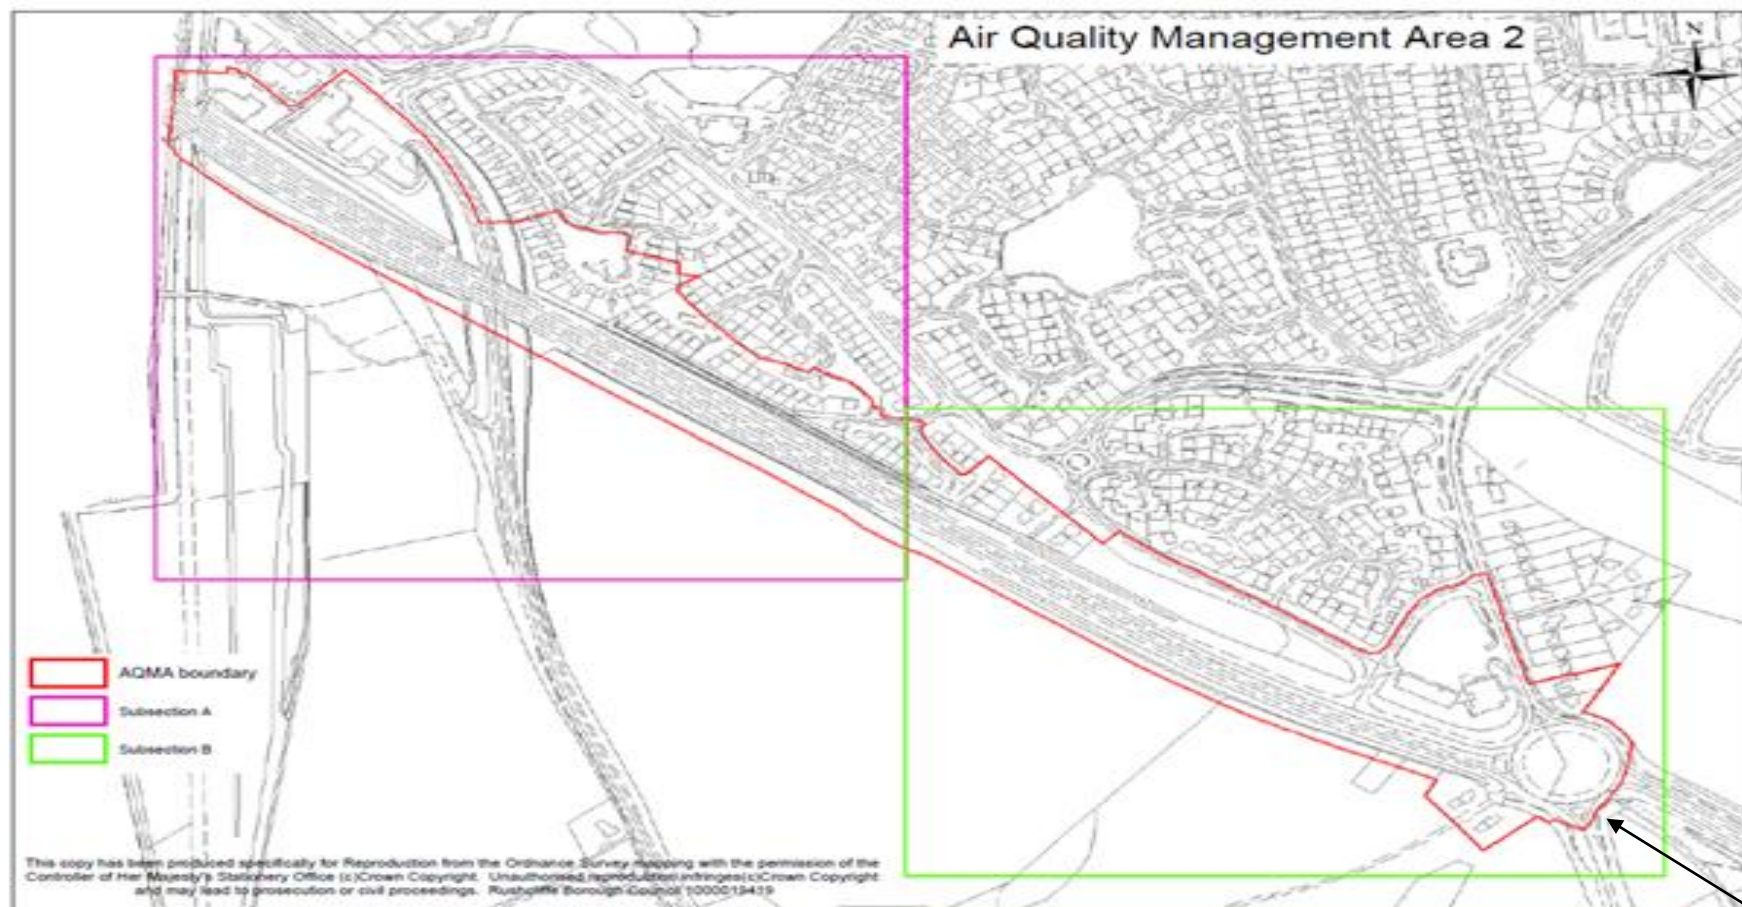 Air Quality Management Area 2
N
AQMA boundary
Subsection A
Subsection B
This copy has been produced specifically for Reproduction from the Ordnance Survey mapping with the permission of the
Controller of Her Majesty's Stationery Office (c)Crown Copyright. Unauthorised reproduction infringes(c)Crown Copyright
and may lead to prosecution or civil proceedings. Rushcliffe Borough Council